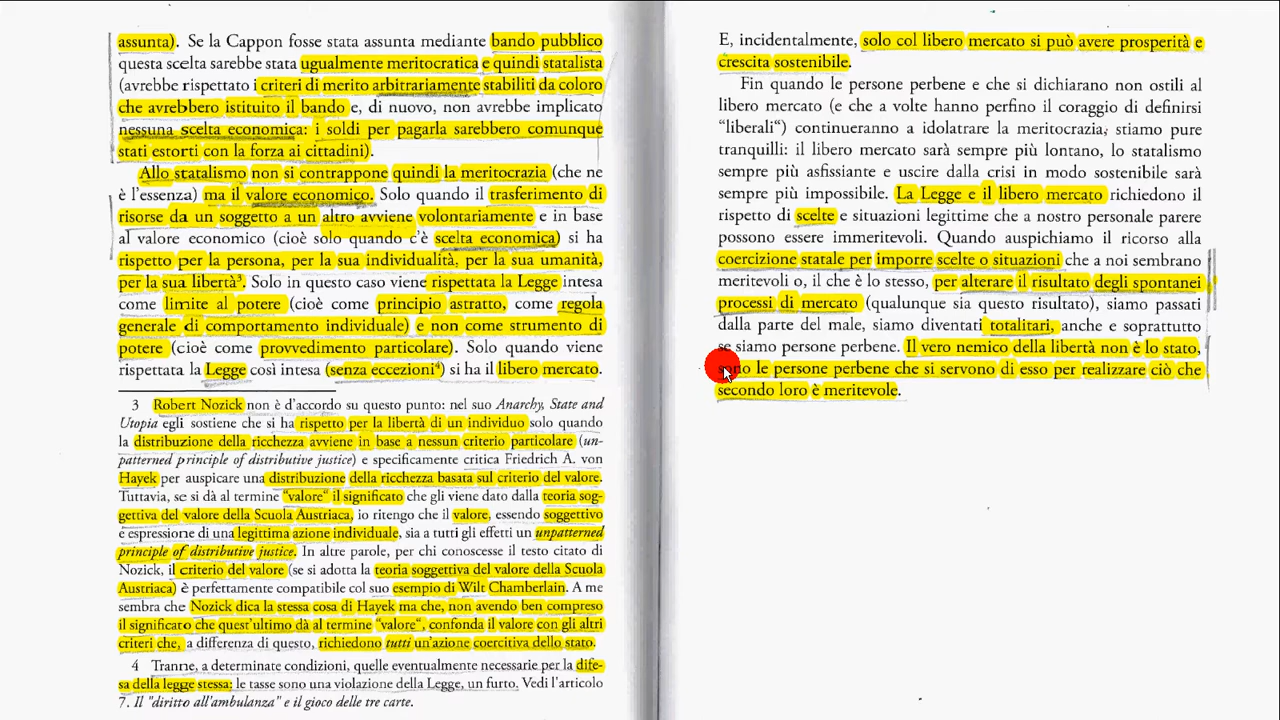 assunta). Se la Cappon fosse stata assunta mediante bando pubblico
questa scelta sarebbe stata ugualmente meritocratica e quindi statalista
(avrebbe rispettato i criteri di merito arbitrariamente stabiliti da coloro
che avrebbero istituito il bando e, di nuovo, non avrebbe implicato
nessuna scelta economica: i soldi per pagarla sarebbero comunque
stati estorti con la forza ai cittadini).
Allo statalismo non si contrappone quindi la meritocrazia (che ne
è l'essenza) ma il valore economico. Solo quando il trasferimento di
risorse da un soggetto a un altro avviene volontariamente e in base
al valore economico (cioè solo quando c'è scelta economica) si ha
rispetto per la persona, per la sua individualità, per la sua umanità,
per la sua libertà³. Solo in questo caso viene rispettata la Legge intesa
come limite al potere (cioè come principio astratto, come regola
generale di comportamento individuale) e non come strumento di
potere (cioè come provvedimento particolare). Solo quando viene
rispettata la Legge così intesa (senza eccezioni⁴) si ha il libero mercato.
3 Robert Nozick non è d'accordo su questo punto: nel suo Anarchy, State and
Utopia egli sostiene che si ha rispetto per la libertà di un individuo solo quando
la distribuzione della ricchezza avviene in base a nessun criterio particolare (un-
patterned principle of distributive justice) e specificamente critica Friedrich A. von
Hayek per auspicare una distribuzione della ricchezza basata sul criterio del valore.
Tuttavia, se si dà al termine "valore" il significato che gli viene dato dalla teoria sog-
gettiva del valore della Scuola Austriaca, io ritengo che il valore, essendo soggettivo
e espressione di una legittima azione individuale, sia a tutti gli effetti un unpatterned
principle of distributive justice. In altre parole, per chi conoscesse il testo citato di
Nozick, il criterio del valore (se si adotta la teoria soggettiva del valore della Scuola
Austriaca) è perfettamente compatibile col suo esempio di Wilt Chamberlain. A me
sembra che Nozick dica la stessa cosa di Hayek ma che, non avendo ben compreso
il significato che quest'ultimo dà al termine "valore", confonda il valore con gli altri
criteri che, a differenza di questo, richiedono tutti un'azione coercitiva dello stato.
4 Tranne, a determinate condizioni, quelle eventualmente necessarie per la dife-
sa della legge stessa; le tasse sono una violazione della Legge, un furto. Vedi l'articolo
7. Il "diritto all'ambulanza" e il gioco delle tre carte.
E, incidentalmente, solo col libero mercato si può avere prosperità e
crescita sostenibile.
Fin quando le persone perbene e che si dichiarano non ostili al
libero mercato (e che a volte hanno perfino il coraggio di definirsi
"liberali") continueranno a idolatrare la meritocrazia, stiamo pure
tranquilli: il libero mercato sarà sempre più lontano, lo statalismo
sempre più asfissiante e uscire dalla crisi in modo sostenibile sarà
sempre più impossibile. La Legge e il libero mercato richiedono il
rispetto di scelte e situazioni legittime che a nostro personale parere
possono essere immeritevoli. Quando auspichiamo il ricorso alla
coercizione statale per imporre scelte o situazioni che a noi sembrano
meritevoli o, il che è lo stesso, per alterare il risultato degli spontanei
processi di mercato (qualunque sia questo risultato), siamo passati
dalla parte del male, siamo diventati totalitari, anche e soprattutto
se siamo persone perbene. Il vero nemico della libertà non è lo stato,
sono le persone perbene che si servono di esso per realizzare ciò che
secondo loro è meritevole.